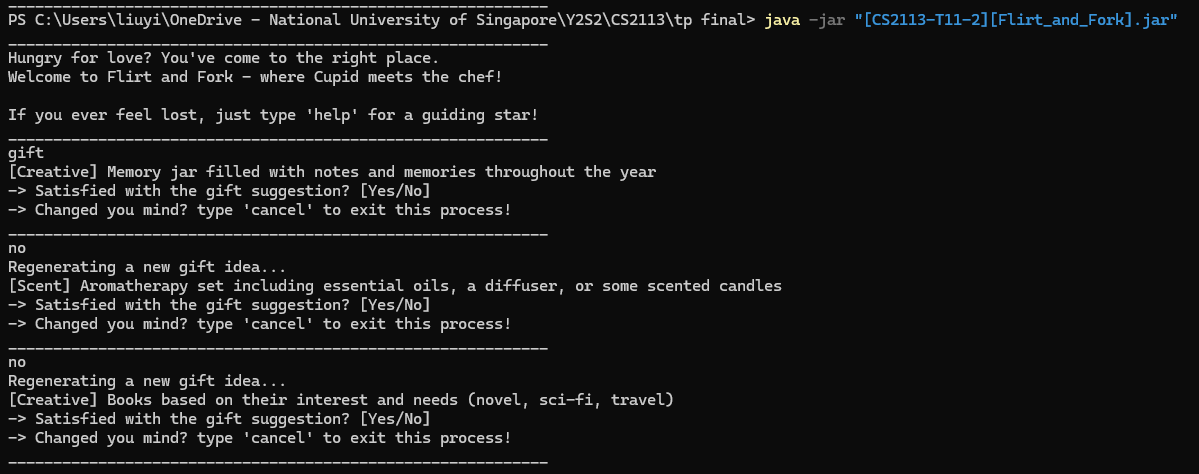 ____________________________________________________________
PS C:\Users\liuyi\OneDrive - National University of Singapore\Y2S2\CS2113\tp final> java -jar "[CS2113-T11-2][Flirt_and_Fork].jar"
____________________________________________________________
Hungry for love? You've come to the right place.
Welcome to Flirt and Fork - where Cupid meets the chef!

If you ever feel lost, just type 'help' for a guiding star!
____________________________________________________________
gift
[Creative] Memory jar filled with notes and memories throughout the year
-> Satisfied with the gift suggestion? [Yes/No]
-> Changed you mind? type 'cancel' to exit this process!
____________________________________________________________
no
Regenerating a new gift idea...
[Scent] Aromatherapy set including essential oils, a diffuser, or some scented candles
-> Satisfied with the gift suggestion? [Yes/No]
-> Changed you mind? type 'cancel' to exit this process!
____________________________________________________________
no
Regenerating a new gift idea...
[Creative] Books based on their interest and needs (novel, sci-fi, travel)
-> Satisfied with the gift suggestion? [Yes/No]
-> Changed you mind? type 'cancel' to exit this process!
____________________________________________________________